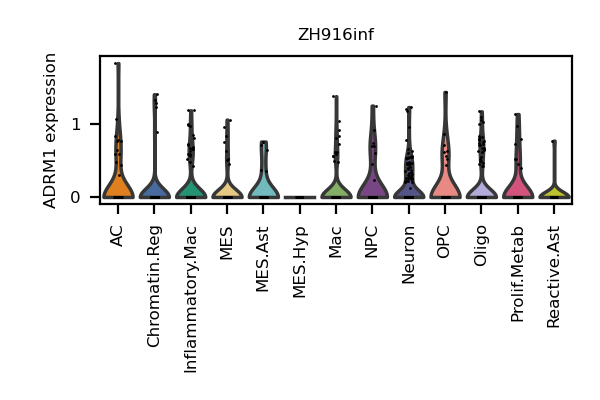 ZH916inf
ADRM1 expression
1
0
AC
Chromatin.Reg
Inflammatory.Mac
MES
MES.Ast
MES.Hyp
Mac
NPC
Neuron
OPC
Oligo
Prolif.Metab
Reactive.Ast